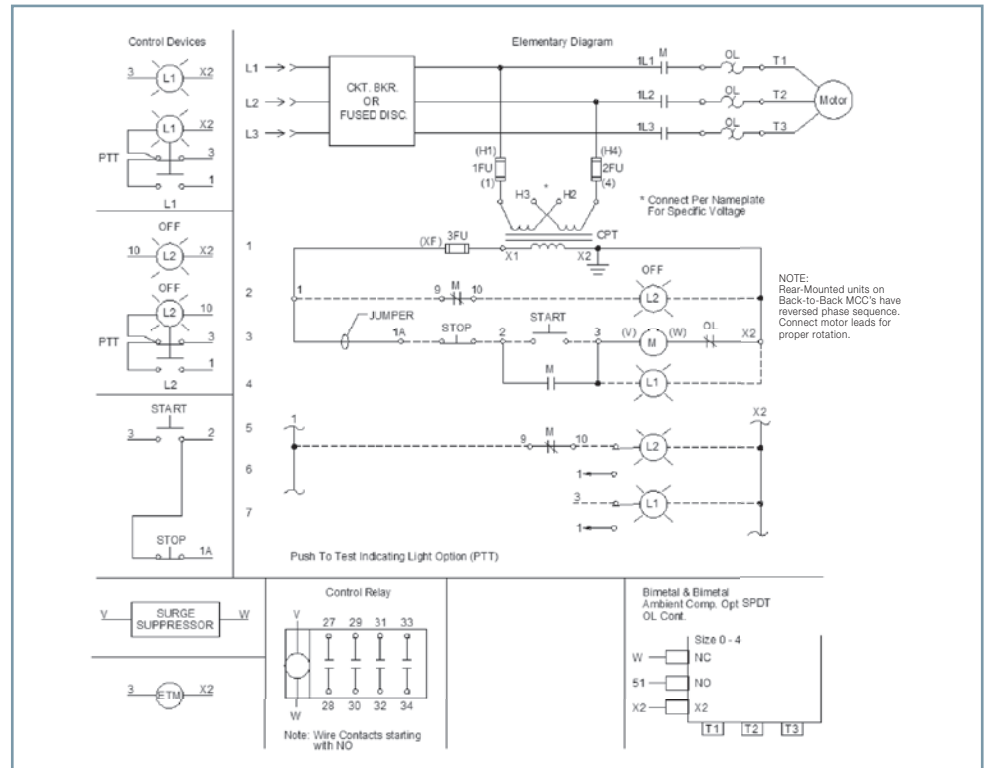 Control Devices
3 L1 X2
L1 X2
PTT 3
1
L1
OFF
10 L2 X2
OFF
L2 10
PTT 3
1
L2
START
3 2
STOP
1A
Elementary Diagram
L1
L2
L3
CKT. BKR.
OR
FUSED DISC.
1L1 M OL T1
1L2 OL T2
1L3 OL T3
Motor
(H1) (H4)
1FU 2FU
(1) (4)
H3 * H2
* Connect Per Nameplate
For Specific Voltage
CPT
1 (XF) 3FU X1 X2
OFF
2 1 9 M 10 L2
JUMPER
3 1A STOP 2 START 3 (V) M (W) OL X2
4 M L1
NOTE:
Rear-Mounted units on
Back-to-Back MCC's have
reversed phase sequence.
Connect motor leads for
proper rotation.
1 X2
5 9 M 10 L2
6 1
7 3 L1
1
Push To Test Indicating Light Option (PTT)
V SURGE W
SUPPRESSOR
3 ETM X2
Control Relay
V 27 29 31 33
W 28 30 32 34
Note: Wire Contacts starting
with NO
Bimetal & Bimetal
Ambient Comp. Opt SPDT
OL Cont.
Size 0 - 4
W NC
51 NO
X2 X2
T1 T2 T3